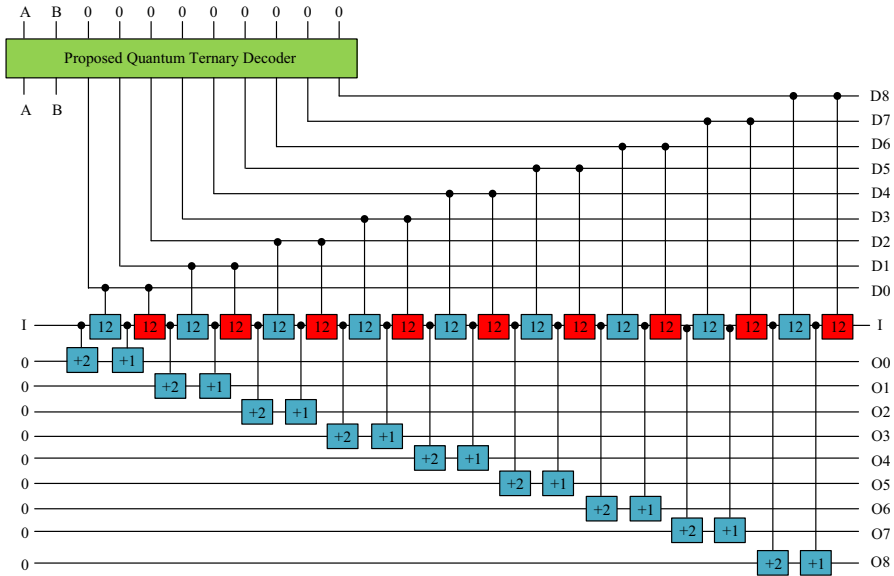 A B 0 0 0 0 0 0 0 0 0
Proposed Quantum Ternary Decoder
A B
D8
D7
D6
D5
D4
D3
D2
D1
D0
I 12 12 12 12 12 12 12 12 12 12 12 12 12 12 12 12 12 12 I
0 +2 +1 O0
0 +2 +1 O1
0 +2 +1 O2
0 +2 +1 O3
0 +2 +1 O4
0 +2 +1 O5
0 +2 +1 O6
0 +2 +1 O7
0 +2 +1 O8